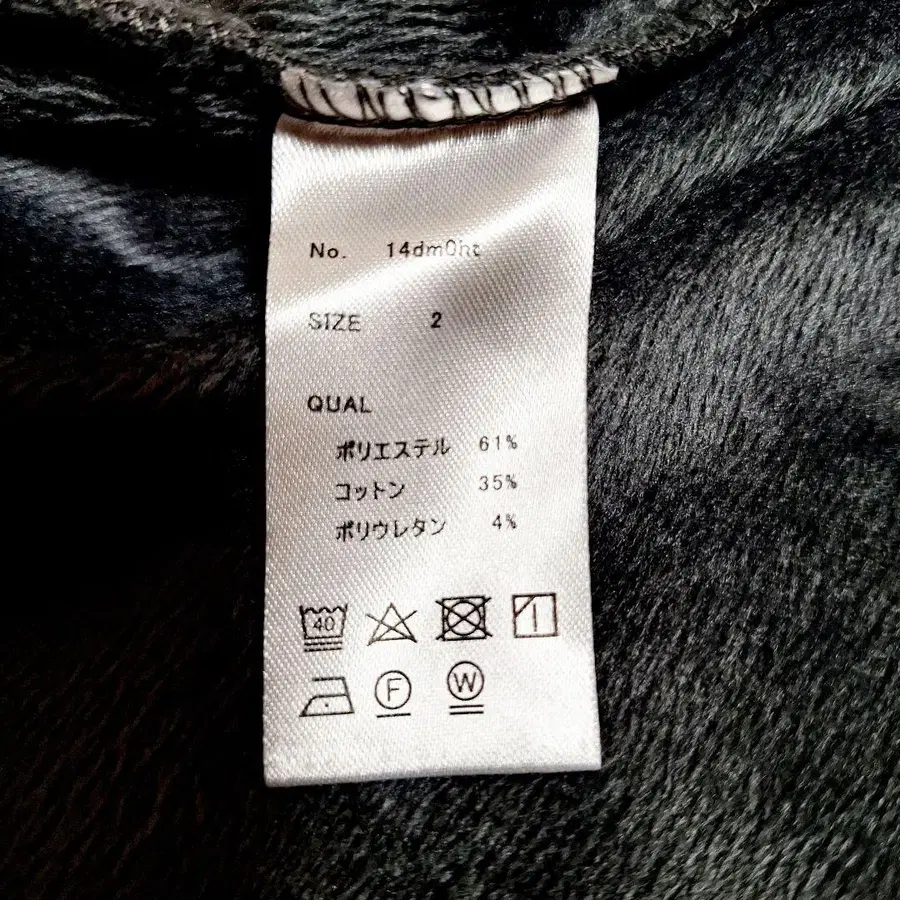 No. 14dm0ht
SIZE 2
QUAL
ポリエステル 61%
コットン 35%
ポリウレタン 4%
40
F
W